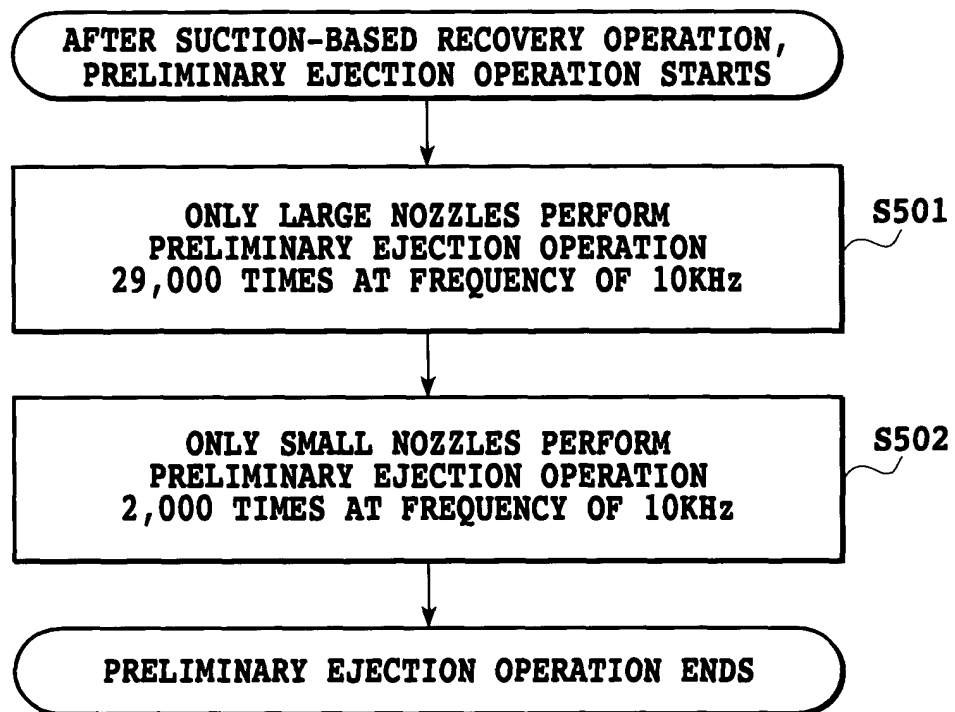 AFTER SUCTION-BASED RECOVERY OPERATION,
PRELIMINARY EJECTION OPERATION STARTS
ONLY LARGE NOZZLES PERFORM
PRELIMINARY EJECTION OPERATION
29,000 TIMES AT FREQUENCY OF 10KHz
S501
ONLY SMALL NOZZLES PERFORM
PRELIMINARY EJECTION OPERATION
2,000 TIMES AT FREQUENCY OF 10KHz
S502
PRELIMINARY EJECTION OPERATION ENDS